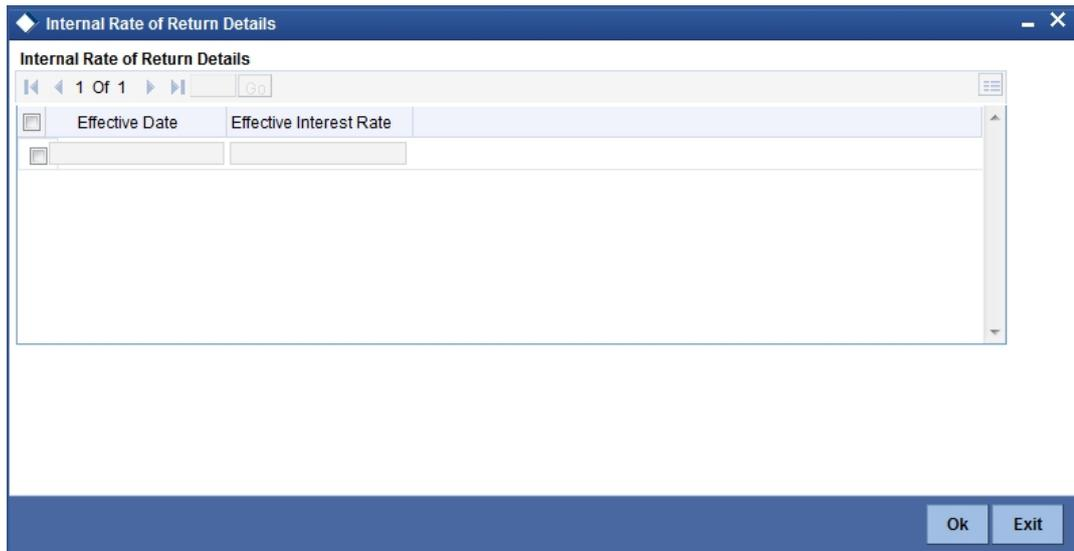 Internal Rate of Return Details
Internal Rate of Return Details
1 Of 1 Go
Effective Date Effective Interest Rate
Ok Exit